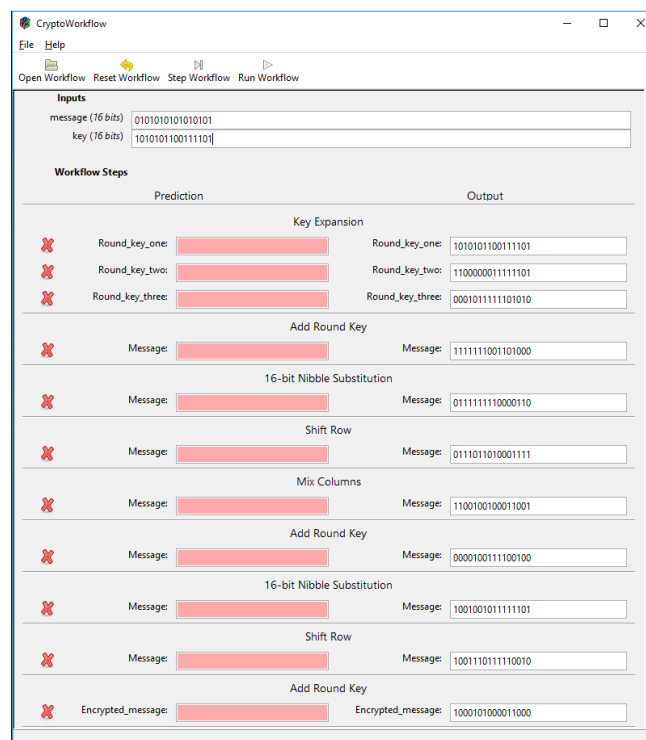 CryptoWorkflow
File Help
Open Workflow Reset Workflow Step Workflow Run Workflow
Inputs
message (16 bits) 0101010101010101
key (16 bits) 1010101100111101
Workflow Steps
Prediction Output
Key Expansion
Round_key_one: Round_key_one: 1010101100111101
Round_key_two: Round_key_two: 1100000011111101
Round_key_three: Round_key_three: 0001011111101010
Add Round Key
Message: Message: 1111111001101000
16-bit Nibble Substitution
Message: Message: 0111111110000110
Shift Row
Message: Message: 0111011010001111
Mix Columns
Message: Message: 1100100100011001
Add Round Key
Message: Message: 0000100111100100
16-bit Nibble Substitution
Message: Message: 1001001011111101
Shift Row
Message: Message: 1001110111110010
Add Round Key
Encrypted_message: Encrypted_message: 1000101000011000